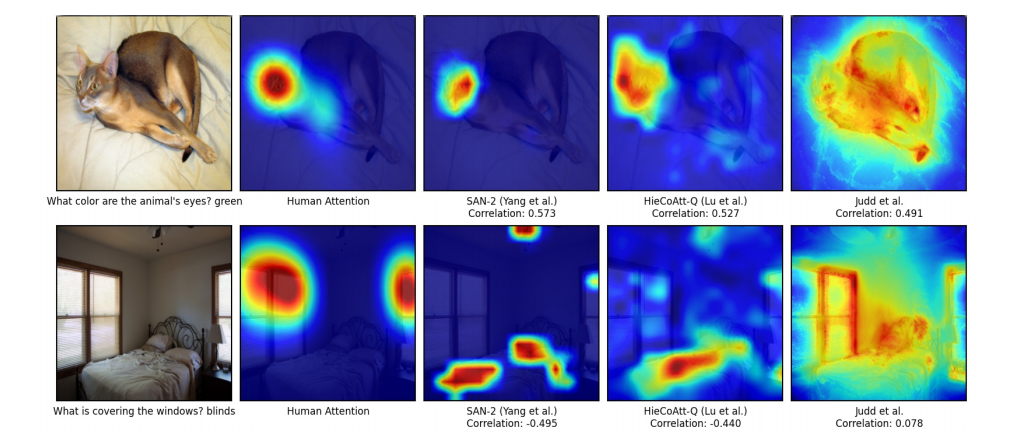 What color are the animal's eyes? green
Human Attention
SAN-2 (Yang et al.)
Correlation: 0.573
HieCoAtt-Q (Lu et al.)
Correlation: 0.527
Judd et al.
Correlation: 0.491
What is covering the windows? blinds
Human Attention
SAN-2 (Yang et al.)
Correlation: -0.495
HieCoAtt-Q (Lu et al.)
Correlation: -0.440
Judd et al.
Correlation: 0.078